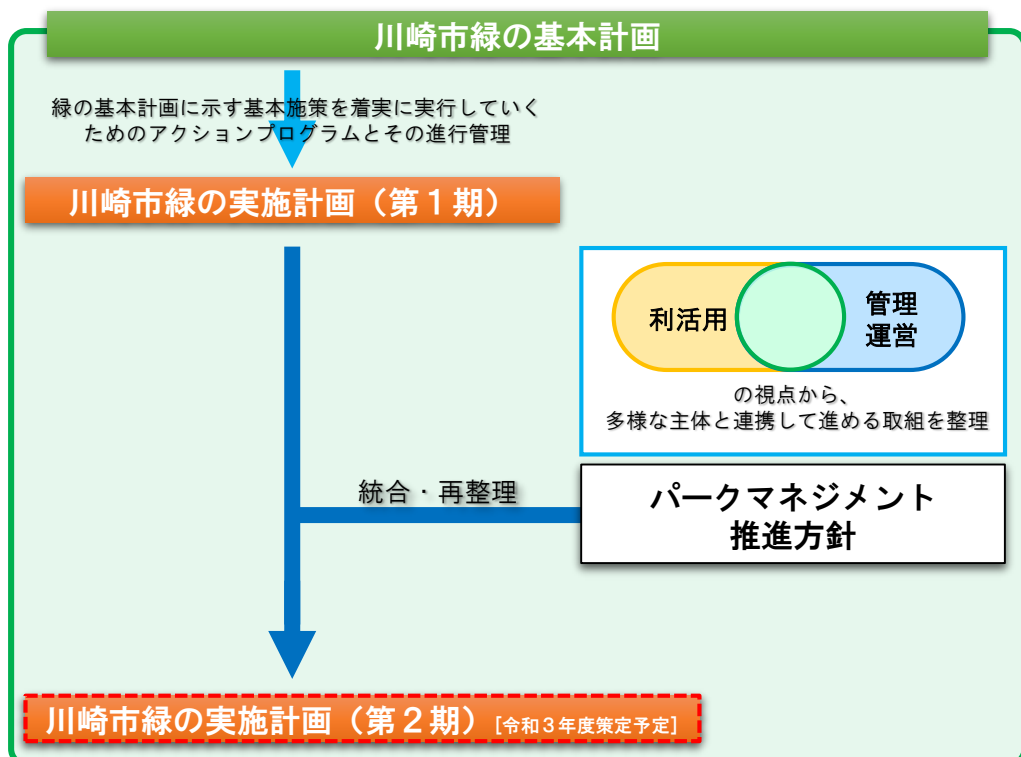 川崎市緑の基本計画
緑の基本計画に示す基本施策を着実に実行していく
ためのアクションプログラムとその進行管理
川崎市緑の実施計画（第１期）
利活用
管理
運営
の視点から、
多様な主体と連携して進める取組を整理
統合・再整理
パークマネジメント
推進方針
川崎市緑の実施計画（第２期）［令和３年度策定予定］